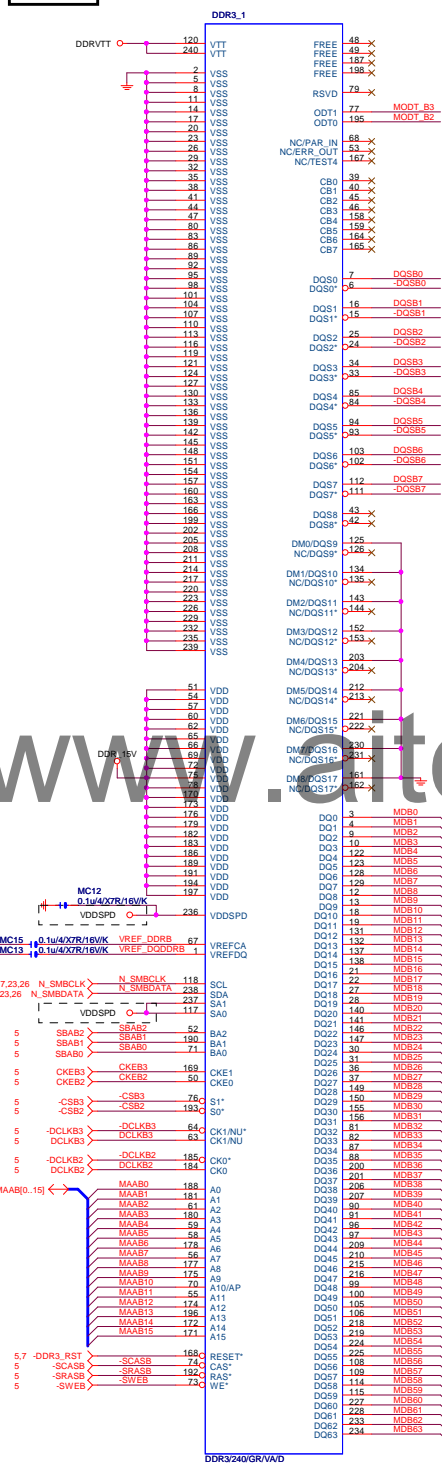 DDR3_1
DDRVTT
120 VTT
240 VTT
2 VSS
5 VSS
8 VSS
11 VSS
14 VSS
17 VSS
20 VSS
23 VSS
26 VSS
29 VSS
32 VSS
35 VSS
38 VSS
41 VSS
44 VSS
47 VSS
80 VSS
83 VSS
86 VSS
89 VSS
92 VSS
95 VSS
98 VSS
101 VSS
104 VSS
107 VSS
110 VSS
113 VSS
116 VSS
119 VSS
121 VSS
124 VSS
127 VSS
130 VSS
133 VSS
136 VSS
139 VSS
142 VSS
145 VSS
148 VSS
151 VSS
154 VSS
157 VSS
160 VSS
163 VSS
166 VSS
199 VSS
202 VSS
205 VSS
208 VSS
211 VSS
214 VSS
217 VSS
220 VSS
223 VSS
226 VSS
229 VSS
232 VSS
235 VSS
239 VSS
51 VDD
54 VDD
57 VDD
60 VDD
62 VDD
65 VDD
66 VDD
DDR_15V
69 VDD
72 VDD
75 VDD
78 VDD
170 VDD
173 VDD
176 VDD
179 VDD
182 VDD
183 VDD
186 VDD
189 VDD
191 VDD
194 VDD
197 VDD
MC12
0.1u/4/X7R/16V/K
VDDSPD 236 VDDSPD
MC15 0.1u/4/X7R/16V/K VREF_DDRB 67 VREFCA
MC13 0.1u/4/X7R/16V/K VREF_DQDDRB 1 VREFDQ
7,23,26 N_SMBCLK N_SMBCLK 118 SCL
23,26 N_SMBDATA N_SMBDATA 238 SDA
237 SA1
VDDSPD 117 SA0
5 SBAB2 SBAB2 52 BA2
5 SBAB1 SBAB1 190 BA1
5 SBAB0 SBAB0 71 BA0
5 CKEB3 CKEB3 169 CKE1
5 CKEB2 CKEB2 50 CKE0
5 -CSB3 -CSB3 76 S1*
5 -CSB2 -CSB2 193 S0*
5 -DCLKB3 -DCLKB3 64 CK1/NU*
5 DCLKB3 DCLKB3 63 CK1/NU
5 -DCLKB2 -DCLKB2 185 CK0*
5 DCLKB2 DCLKB2 184 CK0
MAAB[0..15]
MAAB0 188 A0
MAAB1 181 A1
MAAB2 61 A2
MAAB3 180 A3
MAAB4 59 A4
MAAB5 58 A5
MAAB6 178 A6
MAAB7 56 A7
MAAB8 177 A8
MAAB9 175 A9
MAAB10 70 A10/AP
MAAB11 55 A11
MAAB12 174 A12
MAAB13 196 A13
MAAB14 172 A14
MAAB15 171 A15
5,7 -DDR3_RST 168 RESET*
5 -SCASB -SCASB 74 CAS*
5 -SRASB -SRASB 192 RAS*
5 -SWEB -SWEB 73 WE*
FREE 48
FREE 49
FREE 187
FREE 198
RSVD 79
ODT1 77 MODT_B3
ODT0 195 MODT_B2
NC/PAR_IN 68
NC/ERR_OUT 53
NC/TEST4 167
CB0 39
CB1 40
CB2 45
CB3 46
CB4 158
CB5 159
CB6 164
CB7 165
DQS0 7 DQSB0
DQS0* 6 -DQSB0
DQS1 16 DQSB1
DQS1* 15 -DQSB1
DQS2 25 DQSB2
DQS2* 24 -DQSB2
DQS3 34 DQSB3
DQS3* 33 -DQSB3
DQS4 85 DQSB4
DQS4* 84 -DQSB4
DQS5 94 DQSB5
DQS5* 93 -DQSB5
DQS6 103 DQSB6
DQS6* 102 -DQSB6
DQS7 112 DQSB7
DQS7* 111 -DQSB7
DQS8 43
DQS8* 42
DM0/DQS9 125
NC/DQS9* 126
DM1/DQS10 134
NC/DQS10* 135
DM2/DQS11 143
NC/DQS11* 144
DM3/DQS12 152
NC/DQS12* 153
DM4/DQS13 203
NC/DQS13* 204
DM5/DQS14 212
NC/DQS14* 213
DM6/DQS15 221
NC/DQS15* 222
DM7/DQS16 230
NC/DQS16* 231
DM8/DQS17 161
NC/DQS17* 162
DQ0 3 MDB0
DQ1 4 MDB1
DQ2 9 MDB2
DQ3 10 MDB3
DQ4 122 MDB4
DQ5 123 MDB5
DQ6 128 MDB6
DQ7 129 MDB7
DQ8 12 MDB8
DQ9 13 MDB9
DQ10 18 MDB10
DQ11 19 MDB11
DQ12 131 MDB12
DQ13 132 MDB13
DQ14 137 MDB14
DQ15 138 MDB15
DQ16 21 MDB16
DQ17 22 MDB17
DQ18 27 MDB18
DQ19 28 MDB19
DQ20 140 MDB20
DQ21 141 MDB21
DQ22 146 MDB22
DQ23 147 MDB23
DQ24 30 MDB24
DQ25 31 MDB25
DQ26 36 MDB26
DQ27 37 MDB27
DQ28 149 MDB28
DQ29 150 MDB29
DQ30 155 MDB30
DQ31 156 MDB31
DQ32 81 MDB32
DQ33 82 MDB33
DQ34 87 MDB34
DQ35 88 MDB35
DQ36 200 MDB36
DQ37 201 MDB37
DQ38 206 MDB38
DQ39 207 MDB39
DQ40 90 MDB40
DQ41 91 MDB41
DQ42 96 MDB42
DQ43 97 MDB43
DQ44 209 MDB44
DQ45 210 MDB45
DQ46 215 MDB46
DQ47 216 MDB47
DQ48 99 MDB48
DQ49 100 MDB49
DQ50 105 MDB50
DQ51 106 MDB51
DQ52 218 MDB52
DQ53 219 MDB53
DQ54 224 MDB54
DQ55 225 MDB55
DQ56 108 MDB56
DQ57 109 MDB57
DQ58 114 MDB58
DQ59 115 MDB59
DQ60 227 MDB60
DQ61 228 MDB61
DQ62 233 MDB62
DQ63 234 MDB63
DDR3/240/GR/VA/D
www.aite